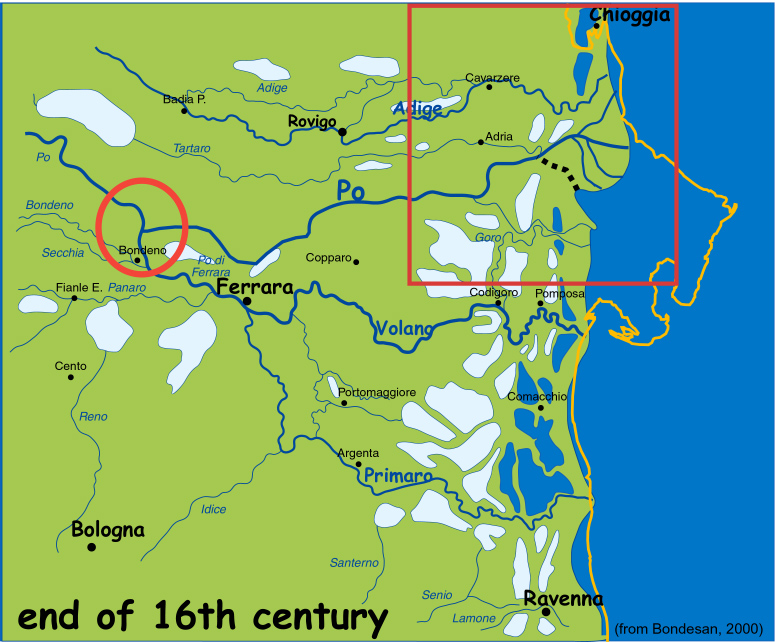 Chioggia
Cavarzere
Adige
Badia P.
Adige
Rovigo
Adria
Tartaro
Po
Po
Bondeno
Goro
Secchia
Bondeno
Po di
Ferrara
Copparo
Fianle E.
Panaro
Ferrara
Codigoro
Pomposa
Volano
Cento
Portomaggiore
Comacchio
Reno
Argenta
Primaro
Idice
Bologna
Santerno
Senio
Ravenna
Lamone
end of 16th century
(from Bondesan, 2000)